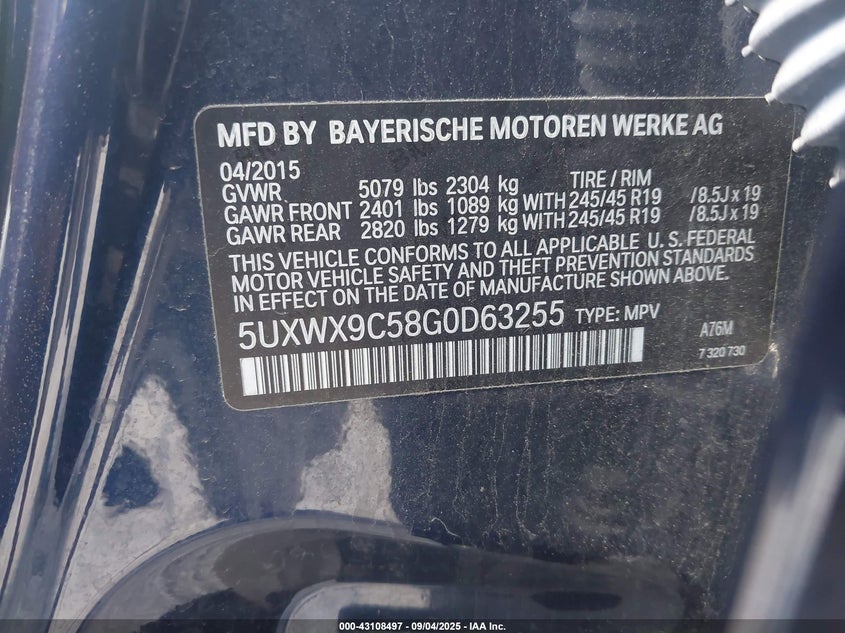 MFD BY BAYERISCHE MOTOREN WERKE AG
04/2015 TIRE / RIM
GVWR 5079 lbs 2304 kg
GAWR FRONT 2401 lbs 1089 kg WITH 245/45 R19 /8.5J x 19
GAWR REAR 2820 lbs 1279 kg WITH 245/45 R19 /8.5J x 19
THIS VEHICLE CONFORMS TO ALL APPLICABLE U.S. FEDERAL
MOTOR VEHICLE SAFETY AND THEFT PREVENTION STANDARDS
IN EFFECT ON THE DATE OF MANUFACTURE SHOWN ABOVE.
5UXWX9C58G0D63255 TYPE: MPV
A76M
7 320 730
000-43108497 - 09/04/2025 - IAA Inc.